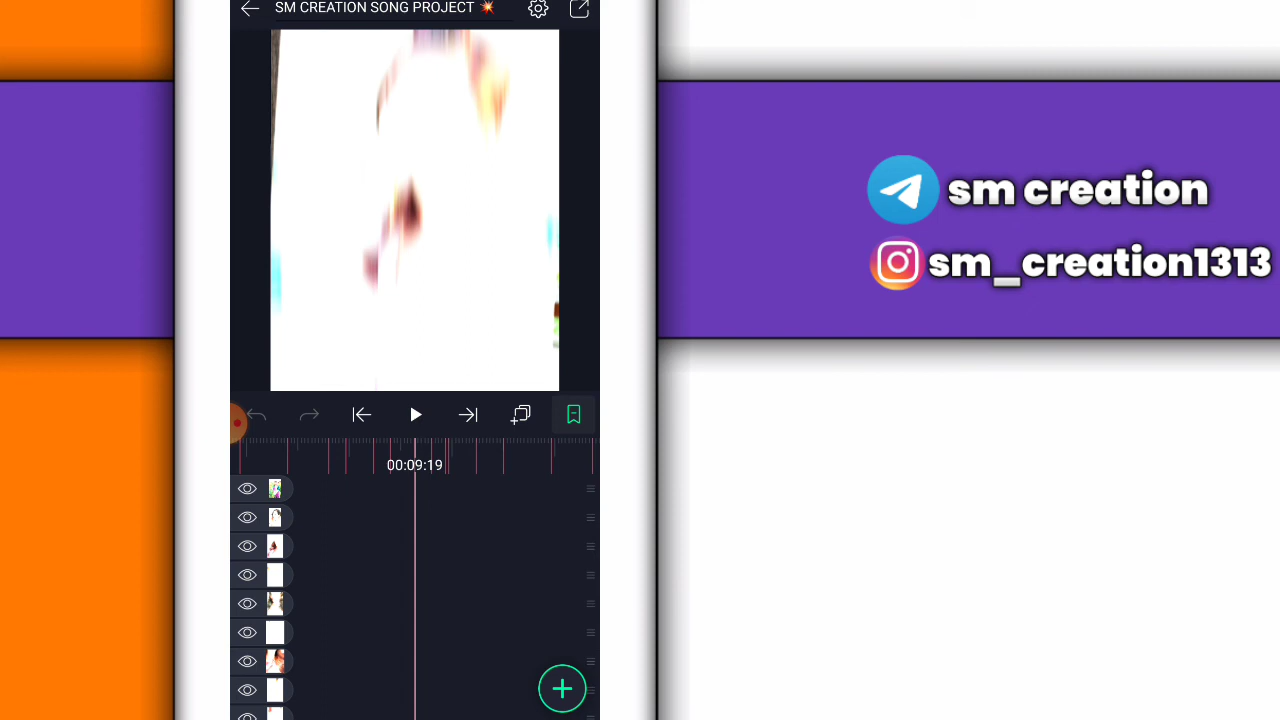 SM CREATION SONG PROJECT 💥
sm creation
sm_creation1313
00:09:19